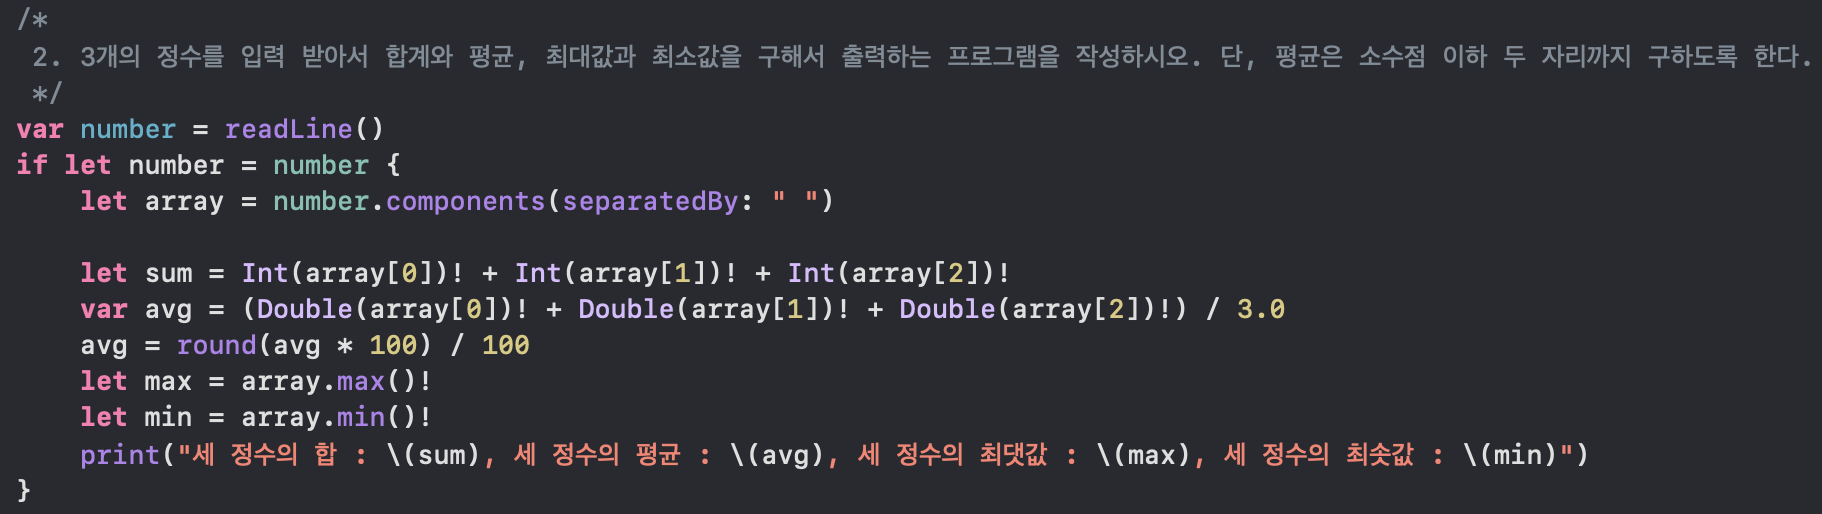 /*
2. 3개의 정수를 입력 받아서 합계와 평균, 최대값과 최소값을 구해서 출력하는 프로그램을 작성하시오. 단, 평균은 소수점 이하 두 자리까지 구하도록 한다.
*/
var number = readLine()
if let number = number {
    let array = number.components(separatedBy: " ")

    let sum = Int(array[0])! + Int(array[1])! + Int(array[2])!
    var avg = (Double(array[0])! + Double(array[1])! + Double(array[2])!) / 3.0
    avg = round(avg * 100) / 100
    let max = array.max()!
    let min = array.min()!
    print("세 정수의 합 : \(sum), 세 정수의 평균 : \(avg), 세 정수의 최댓값 : \(max), 세 정수의 최솟값 : \(min)")
}